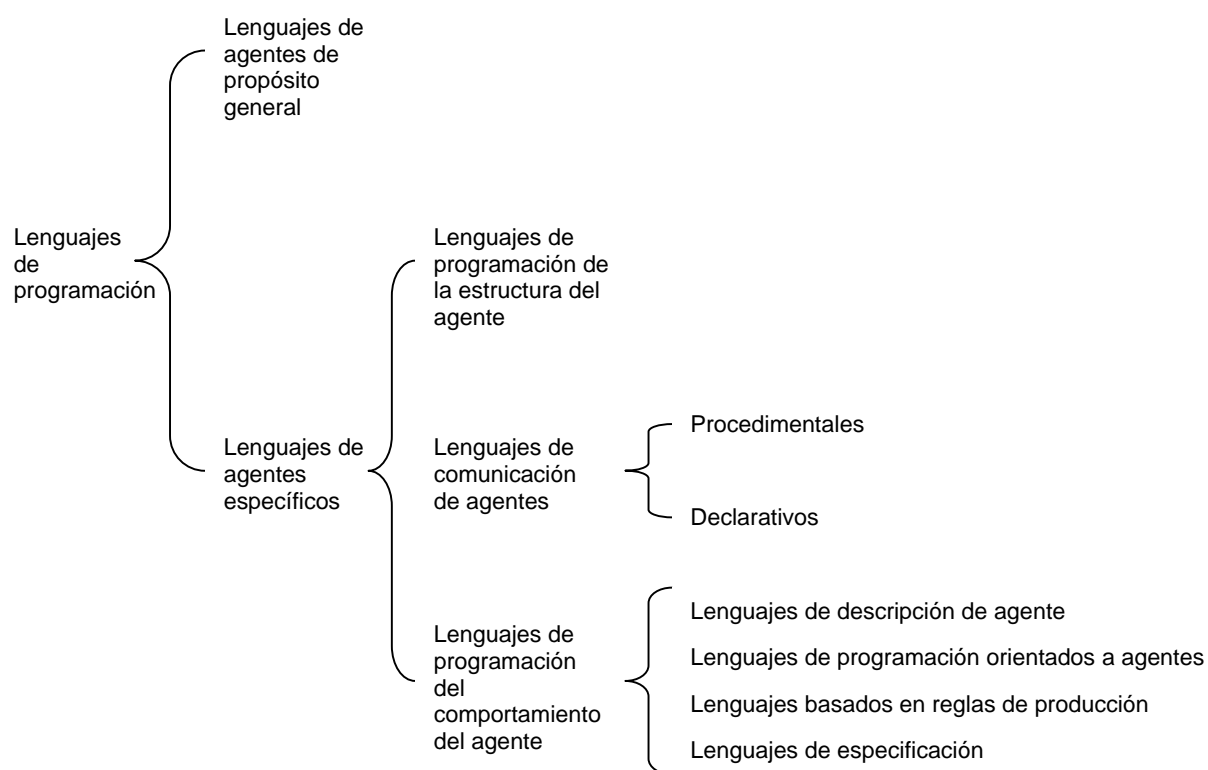 Lenguajes de
agentes de
propósito
general
Lenguajes
de
programación
Lenguajes de
programación de
la estructura del
agente
Lenguajes de
agentes
específicos
Lenguajes de
comunicación
de agentes
Procedimentales
Declarativos
Lenguajes de
programación
del
comportamiento
del agente
Lenguajes de descripción de agente
Lenguajes de programación orientados a agentes
Lenguajes basados en reglas de producción
Lenguajes de especificación